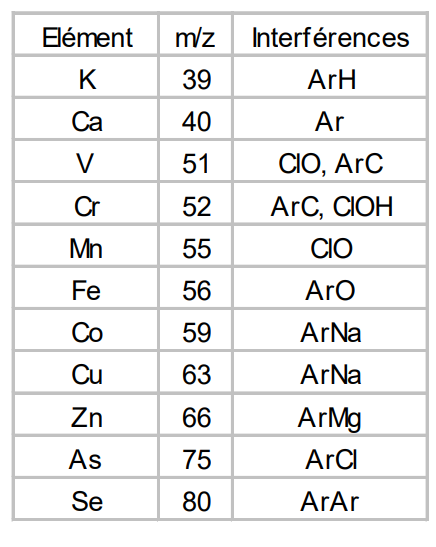 Elément m/z Interférences
K 39 ArH
Ca 40 Ar
V 51 ClO, ArC
Cr 52 ArC, ClOH
Mn 55 ClO
Fe 56 ArO
Co 59 ArNa
Cu 63 ArNa
Zn 66 ArMg
As 75 ArCl
Se 80 ArAr